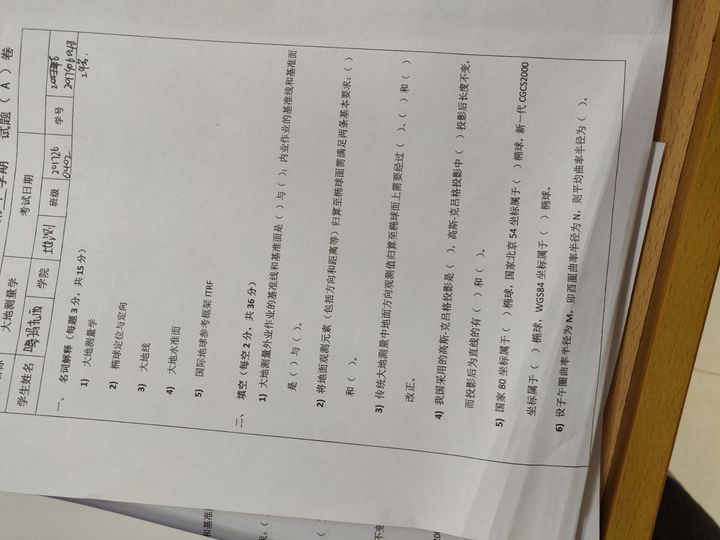 试题（A）卷
大地测量学
考试日期
学生姓名
学院 地测
班级 201726 0402
学号
一、 名词解释（每题 3 分，共 15 分）
1) 大地测量学
2) 椭球定位与定向
3) 大地线
4) 大地水准面
5) 国际地球参考框架 ITRF
二、 填空（每空 2 分，共 36 分）
1) 大地测量外业作业的基准线和基准面是（ ）与（ ）；内业作业的基准线和基准面
是（ ）与（ ）。
2) 将地面观测元素（包括方向和距离等）归算至椭球面需满足两条基本要求：（ ）
和（ ）。
3) 传统大地测量中地面方向观测值归算至椭球面上需要经过（ ）、（ ）和（ ）
改正。
4) 我国采用的高斯-克吕格投影是（ ），高斯-克吕格投影中（ ）投影后长度不变，
而投影后为直线的有（ ）和（ ）。
5) 国家 80 坐标属于（ ）椭球，国家北京 54 坐标属于（ ）椭球，新一代 CGCS2000
坐标属于（ ）椭球，WGS84 坐标属于（ ）椭球。
6) 设子午圈曲率半径为 M，卯酉圈曲率半径为 N，则平均曲率半径为（ ）。